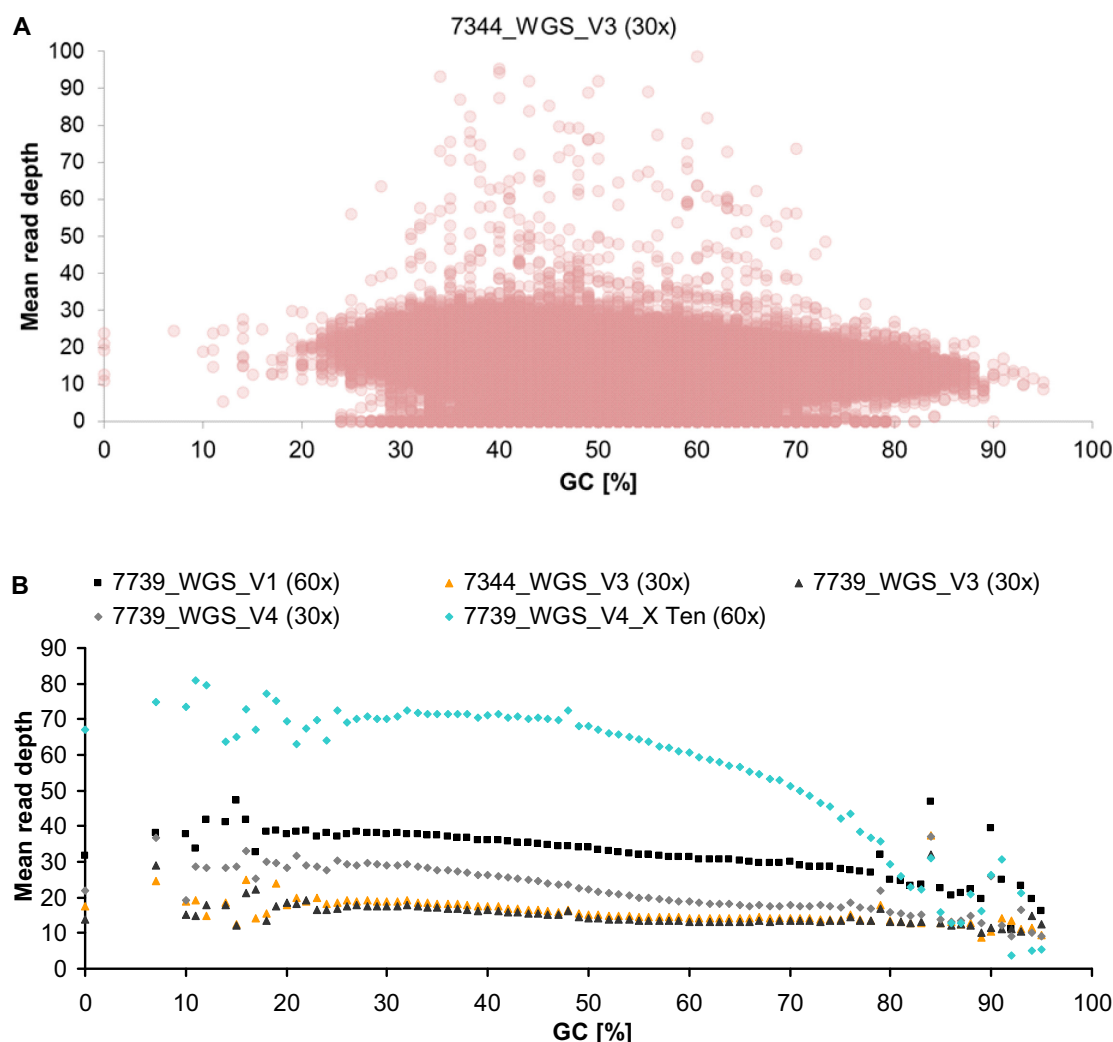 A
7344_WGS_V3 (30x)
Mean read depth
100
90
80
70
60
50
40
30
20
10
0
0 10 20 30 40 50 60 70 80 90 100
GC [%]
B
7739_WGS_V1 (60x) 7344_WGS_V3 (30x) 7739_WGS_V3 (30x)
7739_WGS_V4 (30x) 7739_WGS_V4_X Ten (60x)
Mean read depth
90
80
70
60
50
40
30
20
10
0
0 10 20 30 40 50 60 70 80 90 100
GC [%]